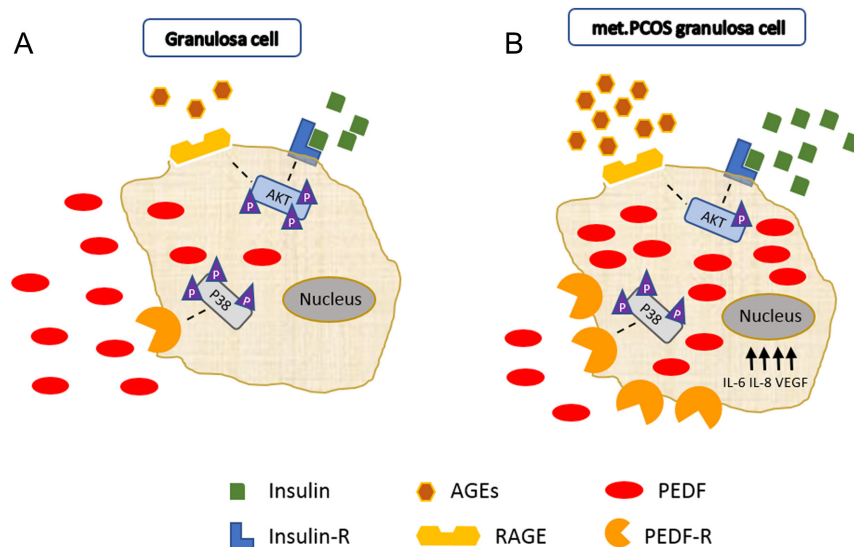 A
Granulosa cell
AKT
P
P
P
P38
P
P
P
Nucleus
B
met.PCOS granulosa cell
AKT
P
P38
P
P
P
Nucleus
IL-6 IL-8 VEGF
Insulin
AGEs
PEDF
Insulin-R
RAGE
PEDF-R